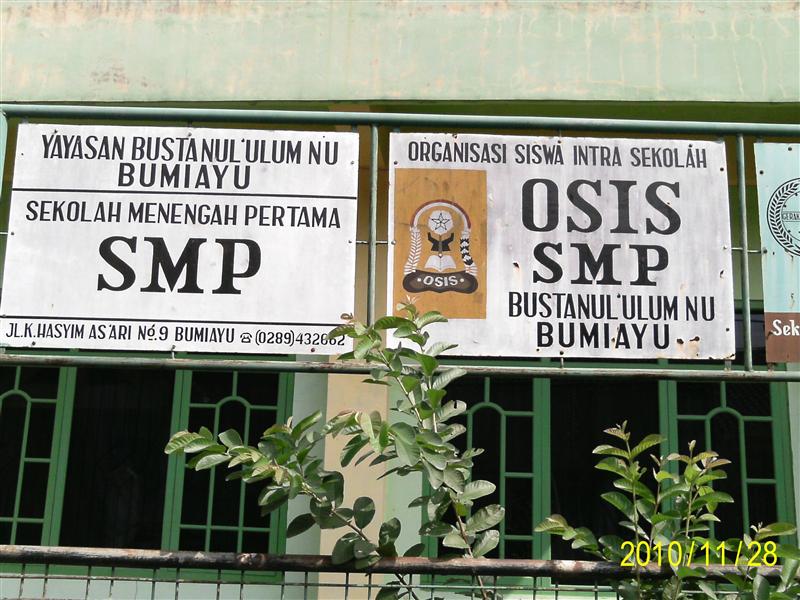 YAYASAN BUSTANUL'ULUM NU
BUMIAYU
SEKOLAH MENENGAH PERTAMA
SMP
JL.K.HASYIM AS'ARI No.9 BUMIAYU ☎ (0289)432662
ORGANISASI SISWA INTRA SEKOLAH
OSIS
SMP
BUSTANUL'ULUM NU
BUMIAYU
OSIS
Sek
2010/11/28